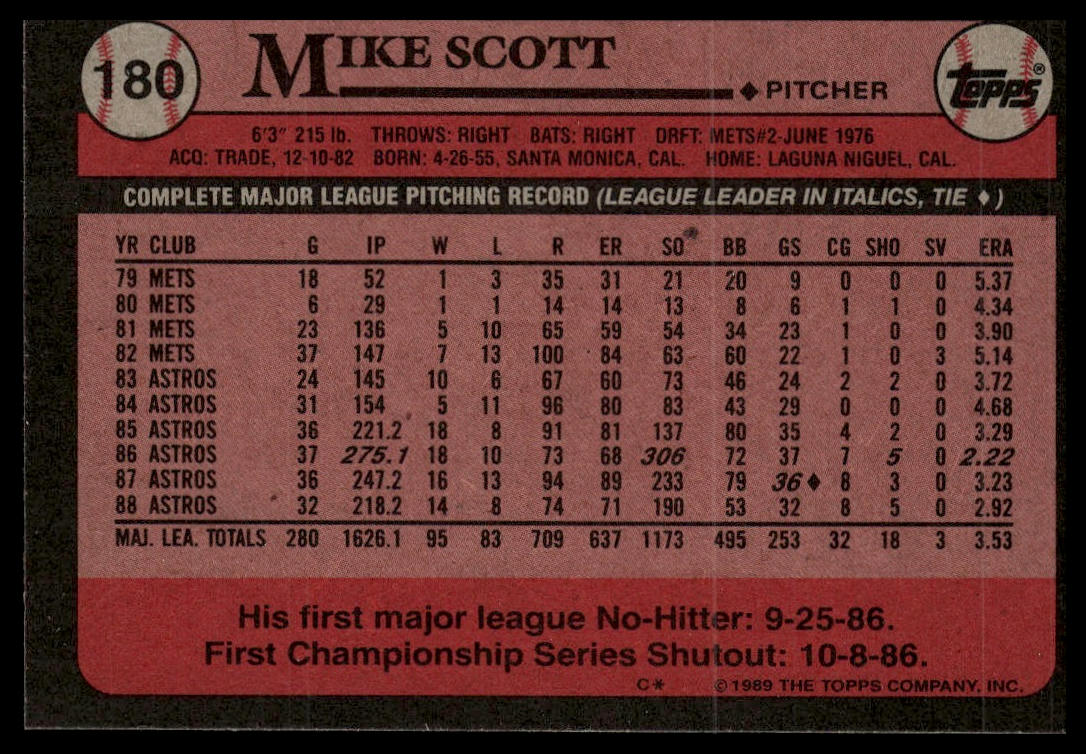 180 MIKE SCOTT ♦ PITCHER topps®
6'3" 215 lb. THROWS: RIGHT BATS: RIGHT DRFT: METS#2-JUNE 1976
ACQ: TRADE, 12-10-82 BORN: 4-26-55, SANTA MONICA, CAL. HOME: LAGUNA NIGUEL, CAL.
COMPLETE MAJOR LEAGUE PITCHING RECORD (LEAGUE LEADER IN ITALICS, TIE ♦)
YR CLUB G IP W L R ER SO BB GS CG SHO SV ERA
79 METS 18 52 1 3 35 31 21 20 9 0 0 0 5.37
80 METS 6 29 1 1 14 14 13 8 6 1 1 0 4.34
81 METS 23 136 5 10 65 59 54 34 23 1 0 0 3.90
82 METS 37 147 7 13 100 84 63 60 22 1 0 3 5.14
83 ASTROS 24 145 10 6 67 60 73 46 24 2 2 0 3.72
84 ASTROS 31 154 5 11 96 80 83 43 29 0 0 0 4.68
85 ASTROS 36 221.2 18 8 91 81 137 80 35 4 2 0 3.29
86 ASTROS 37 275.1 18 10 73 68 306 72 37 7 5 0 2.22
87 ASTROS 36 247.2 16 13 94 89 233 79 36♦ 8 3 0 3.23
88 ASTROS 32 218.2 14 8 74 71 190 53 32 8 5 0 2.92
MAJ. LEA. TOTALS 280 1626.1 95 83 709 637 1173 495 253 32 18 3 3.53
His first major league No-Hitter: 9-25-86.
First Championship Series Shutout: 10-8-86.
C* © 1989 THE TOPPS COMPANY, INC.